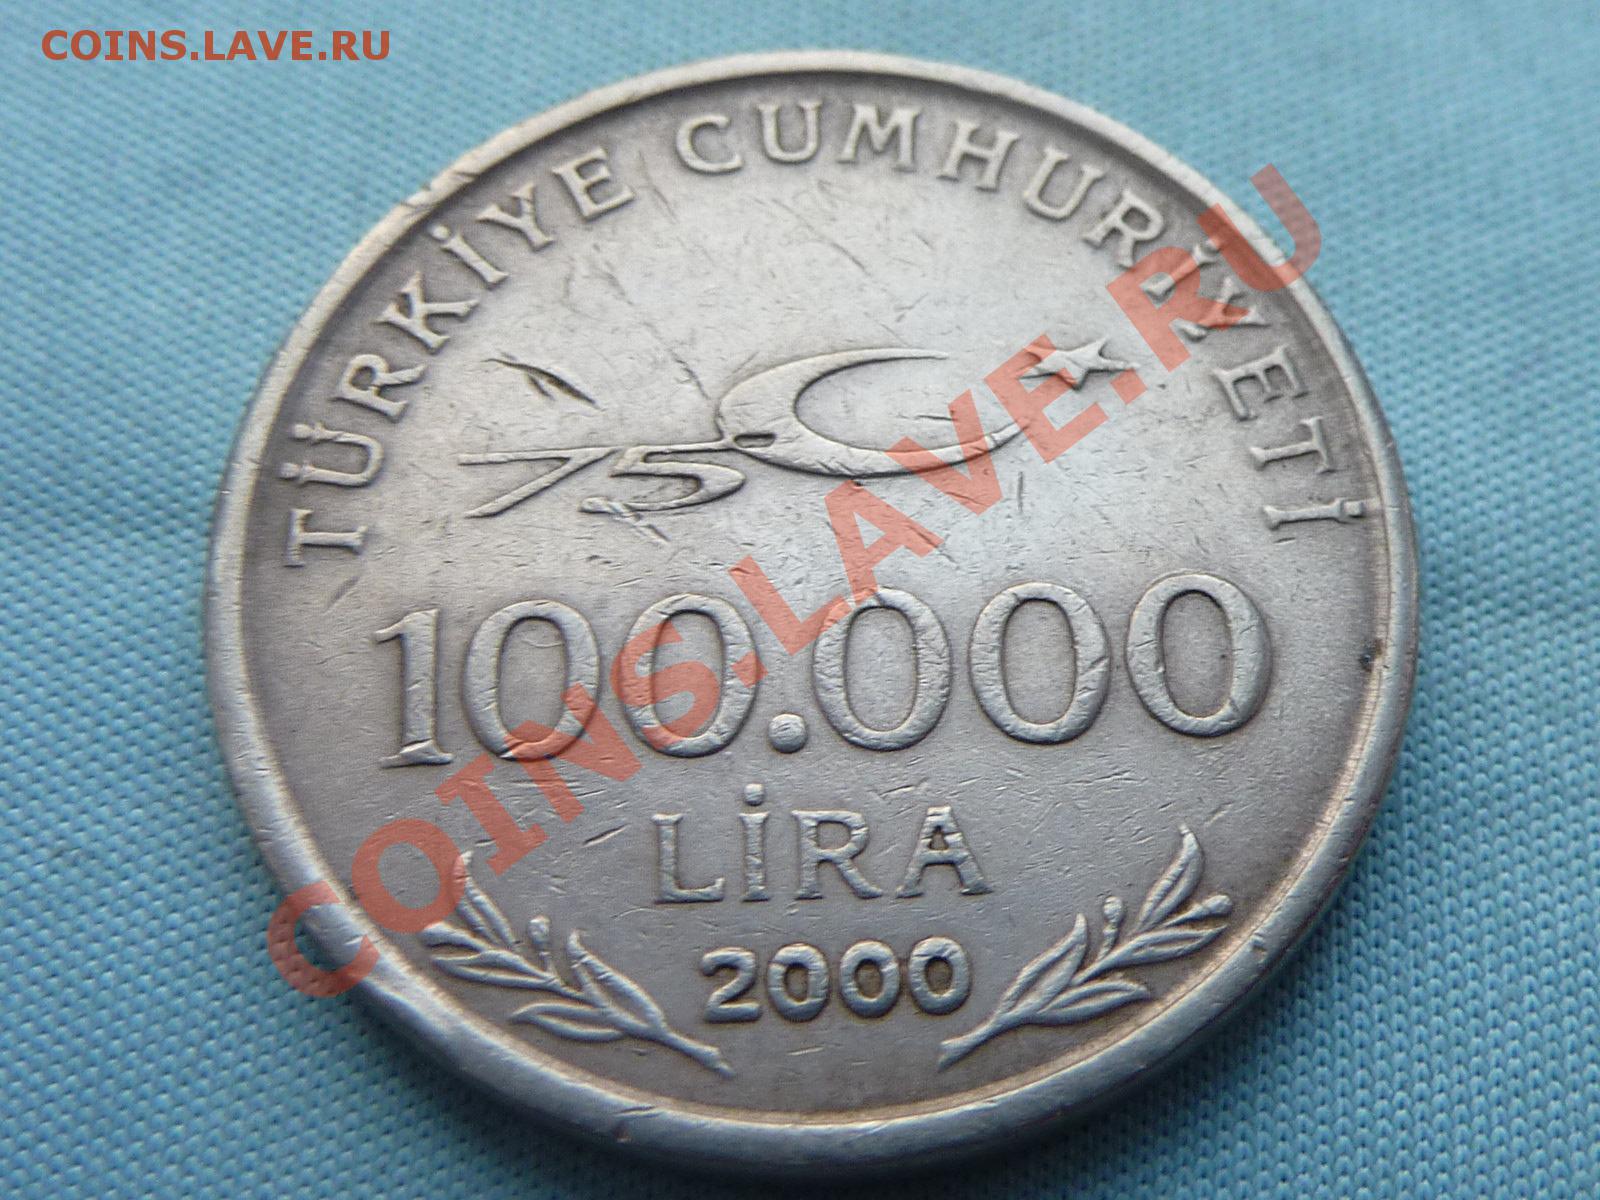 COINS.LAVE.RU
TÜRKİYE CUMHURİYETİ
75
100.000
LİRA
2000
COINS.LAVE.RU